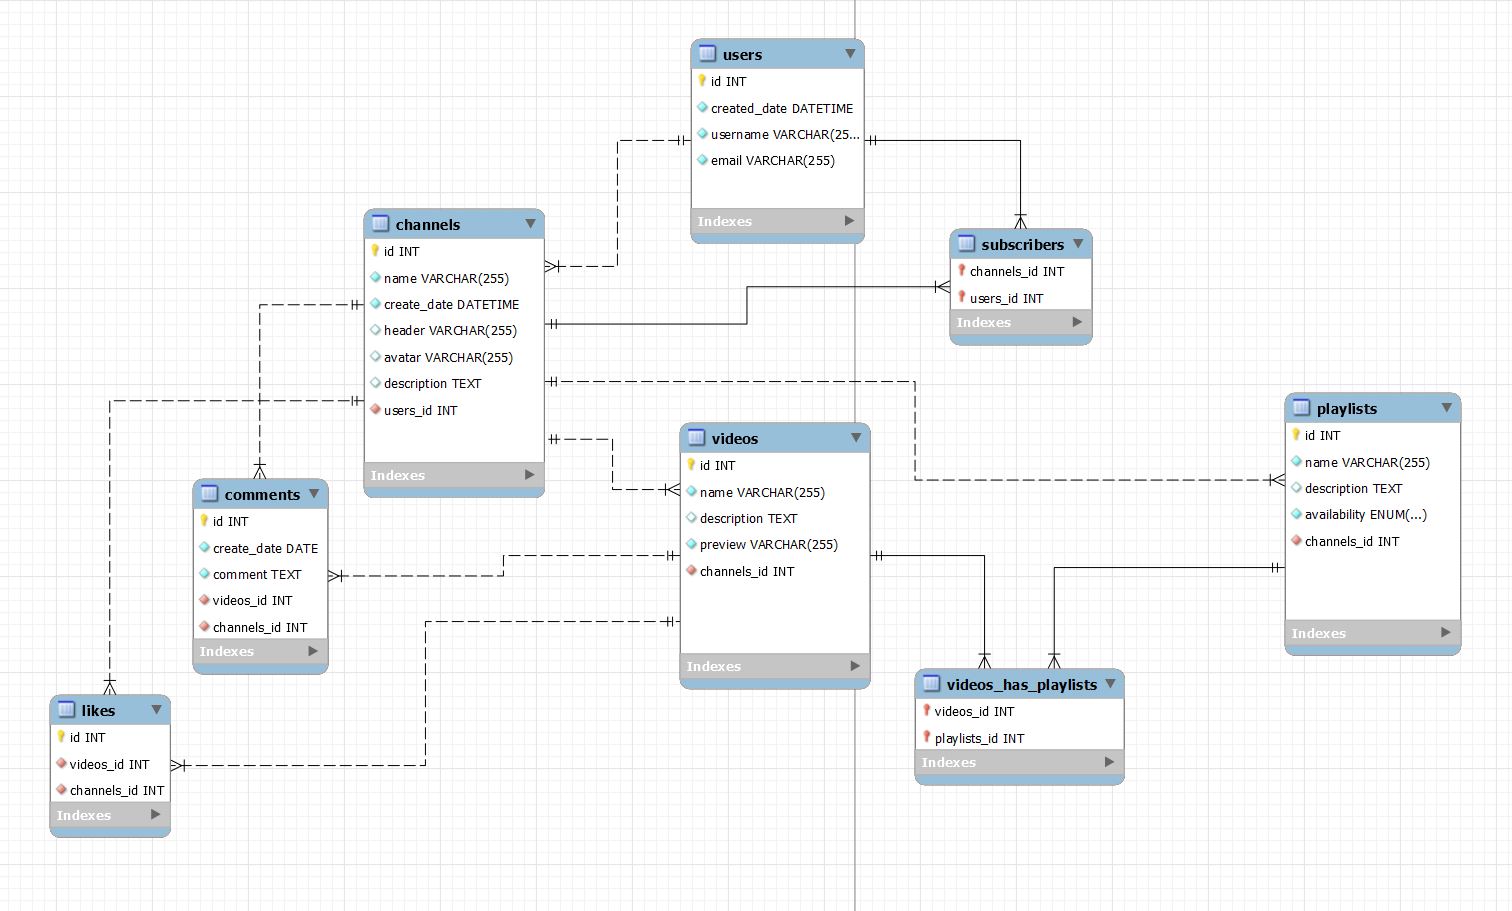 users
id INT
created_date DATETIME
username VARCHAR(25...
email VARCHAR(255)
Indexes
channels
id INT
name VARCHAR(255)
create_date DATETIME
header VARCHAR(255)
avatar VARCHAR(255)
description TEXT
users_id INT
Indexes
subscribers
channels_id INT
users_id INT
Indexes
playlists
id INT
name VARCHAR(255)
description TEXT
availability ENUM(...)
channels_id INT
Indexes
videos
id INT
name VARCHAR(255)
description TEXT
preview VARCHAR(255)
channels_id INT
Indexes
comments
id INT
create_date DATE
comment TEXT
videos_id INT
channels_id INT
Indexes
videos_has_playlists
videos_id INT
playlists_id INT
Indexes
likes
id INT
videos_id INT
channels_id INT
Indexes